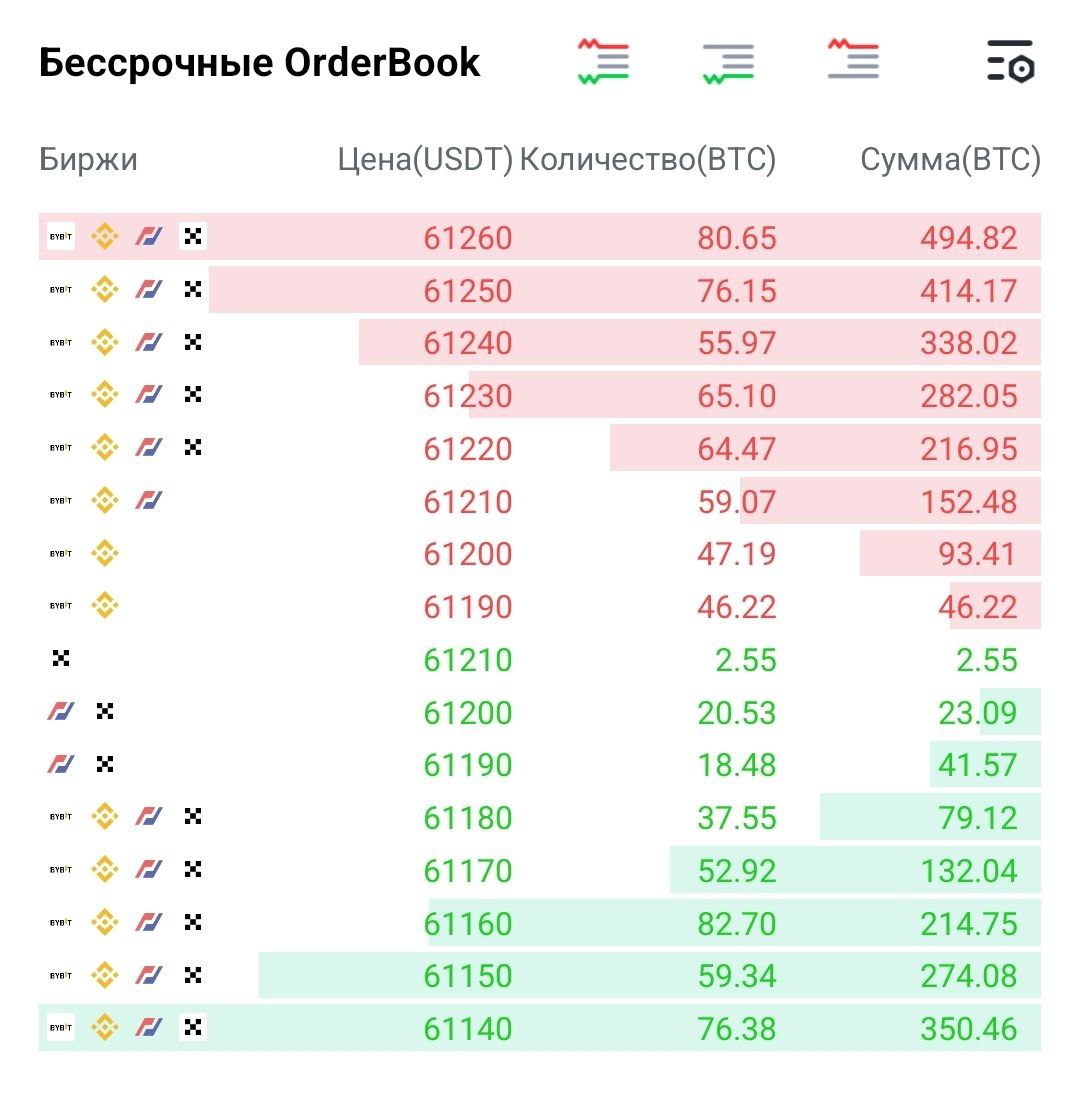 Бессрочные OrderBook
Биржи Цена(USDT) Количество(BTC) Сумма(BTC)
BYBIT 61260 80.65 494.82
BYBIT 61250 76.15 414.17
BYBIT 61240 55.97 338.02
BYBIT 61230 65.10 282.05
BYBIT 61220 64.47 216.95
BYBIT 61210 59.07 152.48
BYBIT 61200 47.19 93.41
BYBIT 61190 46.22 46.22
61210 2.55 2.55
61200 20.53 23.09
61190 18.48 41.57
BYBIT 61180 37.55 79.12
BYBIT 61170 52.92 132.04
BYBIT 61160 82.70 214.75
BYBIT 61150 59.34 274.08
BYBIT 61140 76.38 350.46